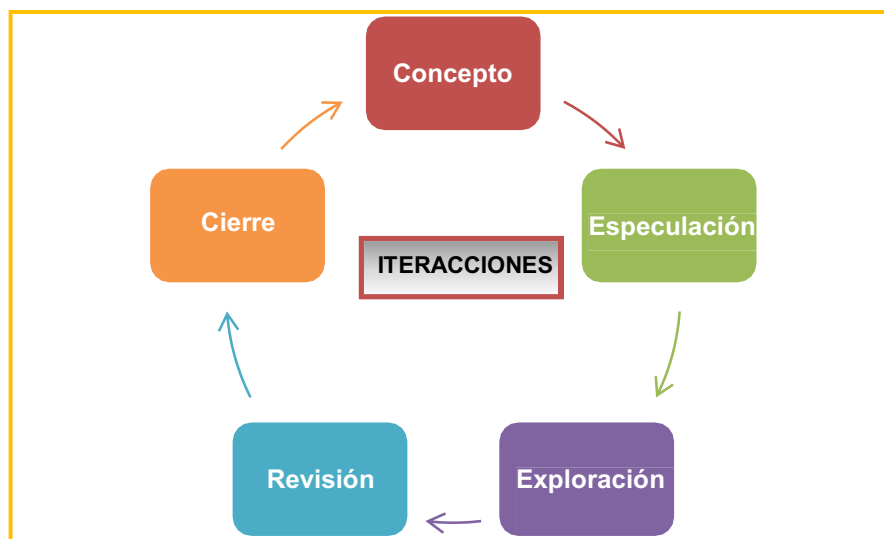 Concepto
Cierre
Especulación
ITERACCIONES
Revisión
Exploración